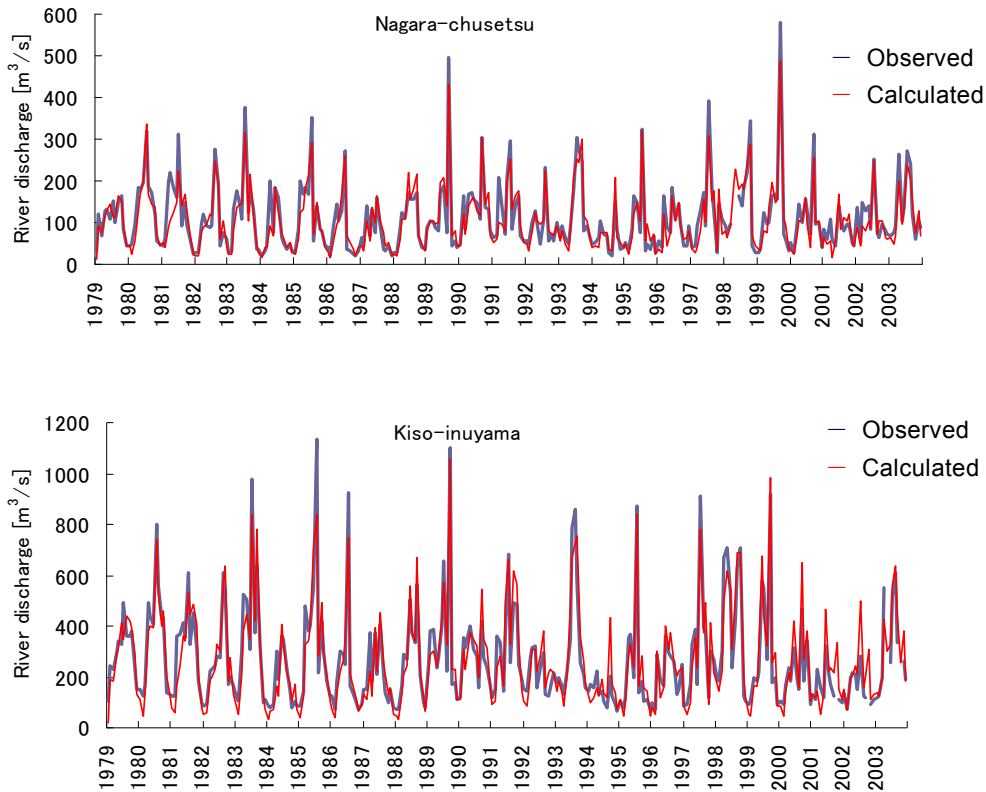 Nagara-chusetsu
River discharge [m³/s]
600
500
400
300
200
100
0
Observed
Calculated
1979 1980 1981 1982 1983 1984 1985 1986 1987 1988 1989 1990 1991 1992 1993 1994 1995 1996 1997 1998 1999 2000 2001 2002 2003
Kiso-inuyama
River discharge [m³/s]
1200
1000
800
600
400
200
0
Observed
Calculated
1979 1980 1981 1982 1983 1984 1985 1986 1987 1988 1989 1990 1991 1992 1993 1994 1995 1996 1997 1998 1999 2000 2001 2002 2003